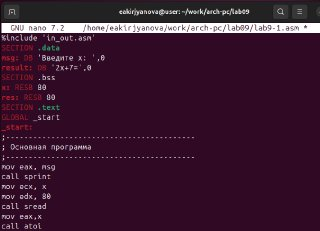 eakirjyanova@user: ~/work/arch-pc/lab09
GNU nano 7.2 /home/eakirjyanova/work/arch-pc/lab09/lab9-1.asm *
%include 'in_out.asm'
SECTION .data
msg: DB 'Введите x: ',0
result: DB '2x+7=',0
SECTION .bss
x: RESB 80
res: RESB 80
SECTION .text
GLOBAL _start
_start:
;------------------------------------------
; Основная программа
;------------------------------------------
mov eax, msg
call sprint
mov ecx, x
mov edx, 80
call sread
mov eax,x
call atoi